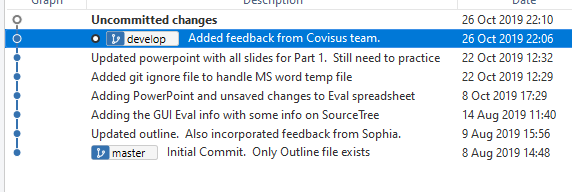 Graph Description Date
Uncommitted changes 26 Oct 2019 22:10
develop Added feedback from Covisus team. 26 Oct 2019 22:06
Updated powerpoint with all slides for Part 1. Still need to practice 22 Oct 2019 12:32
Added git ignore file to handle MS word temp file 22 Oct 2019 12:29
Adding PowerPoint and unsaved changes to Eval spreadsheet 8 Oct 2019 17:29
Adding the GUI Eval info with some info on SourceTree 14 Aug 2019 11:40
Updated outline. Also incorporated feedback from Sophia. 9 Aug 2019 15:56
master Initial Commit. Only Outline file exists 8 Aug 2019 14:48